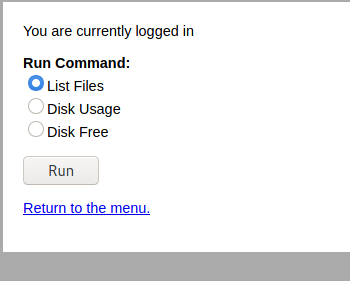 You are currently logged in
Run Command:
List Files
Disk Usage
Disk Free
Run
Return to the menu.